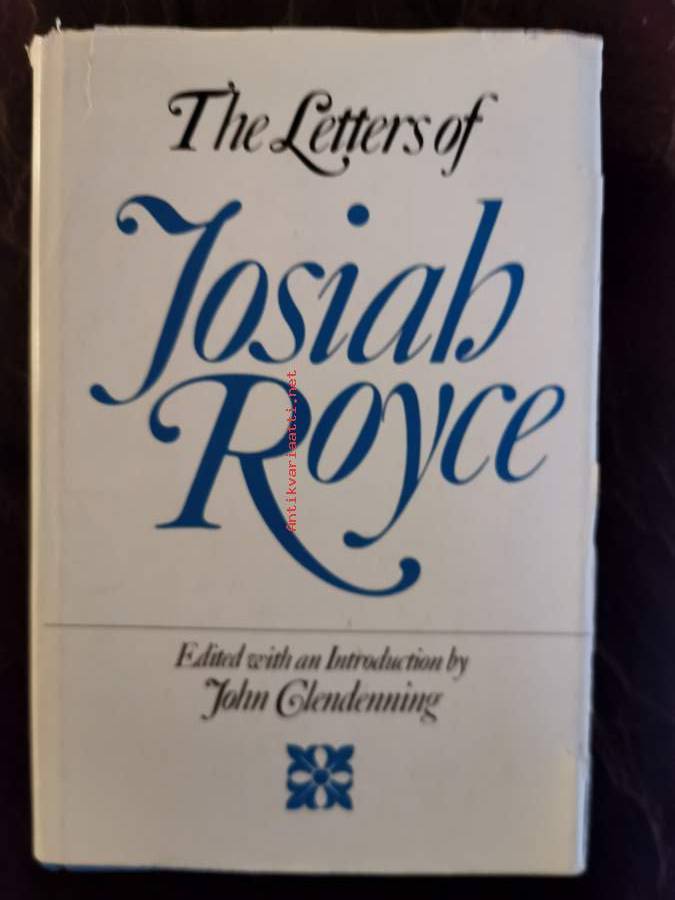 The Letters of
Josiah
Royce
Antikvariaatti.net
Edited with an Introduction by
John Clendenning